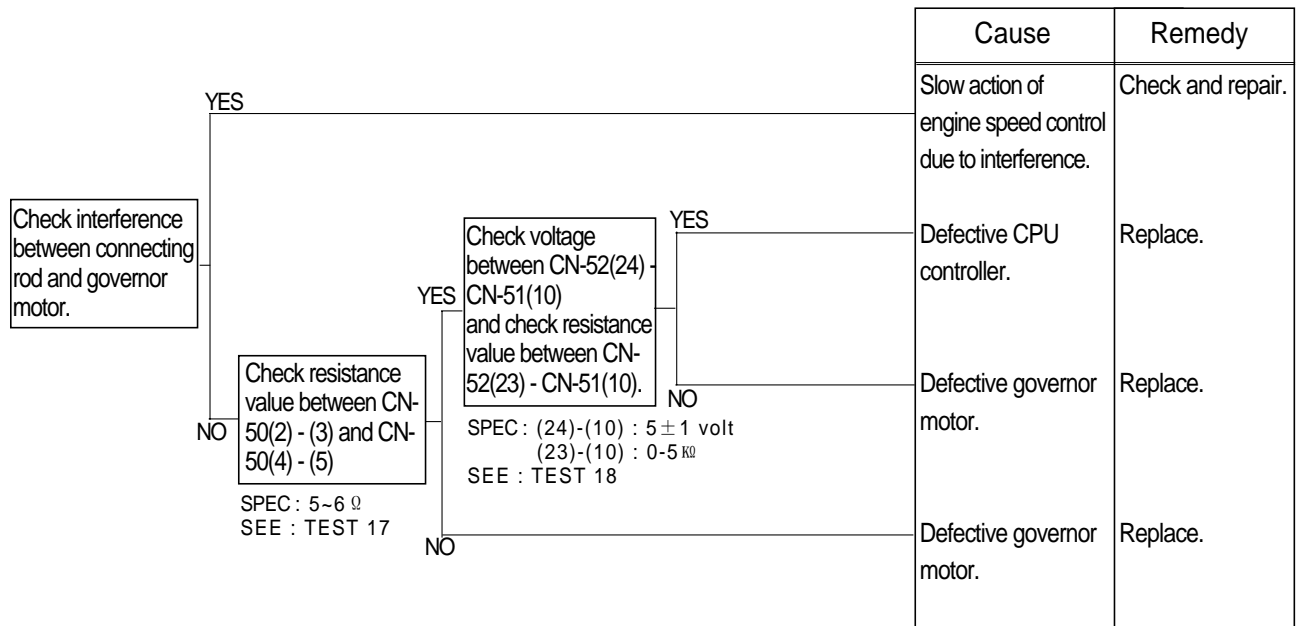 Cause
Remedy
YES
Slow action of
engine speed control
due to interference.
Check and repair.
Check interference
between connecting
rod and governor
motor.
YES
Check voltage
between CN-52(24) -
CN-51(10)
and check resistance
value between CN-
52(23) - CN-51(10).
YES
Defective CPU
controller.
Replace.
NO
Check resistance
value between CN-
50(2) - (3) and CN-
50(4) - (5)
SPEC : 5~6 Ω
SEE : TEST 17
NO
Defective governor
motor.
Replace.
SPEC : (24)-(10) : 5±1 volt
(23)-(10) : 0-5 KΩ
SEE : TEST 18
NO
Defective governor
motor.
Replace.